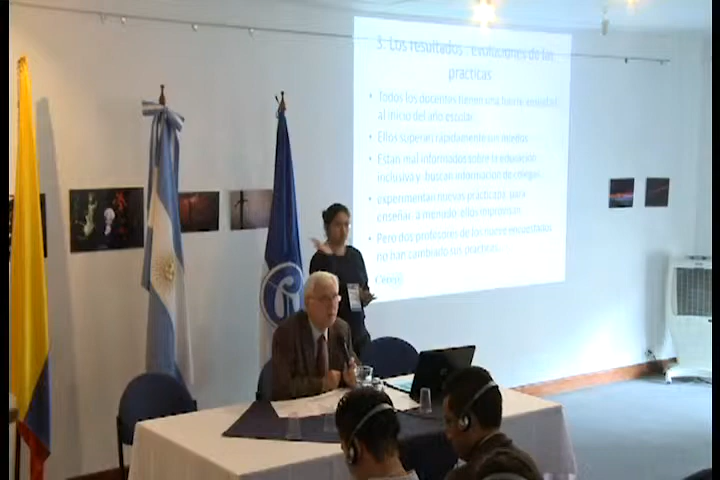 3. Los resultados : evoluciones de las
practicas
• Todos los docentes tienen una fuerte ansiedad
al inicio del año escolar.
• Ellos superan rapidamente sus miedos
• Estan mal informados sobre la educación
inclusiva y buscan informacion de colegas
• experimentan nuevas practicas para
enseñar, a menudo ellos improvisan
• Pero dos profesores de los nueve encuestados
no han cambiado sus practicas